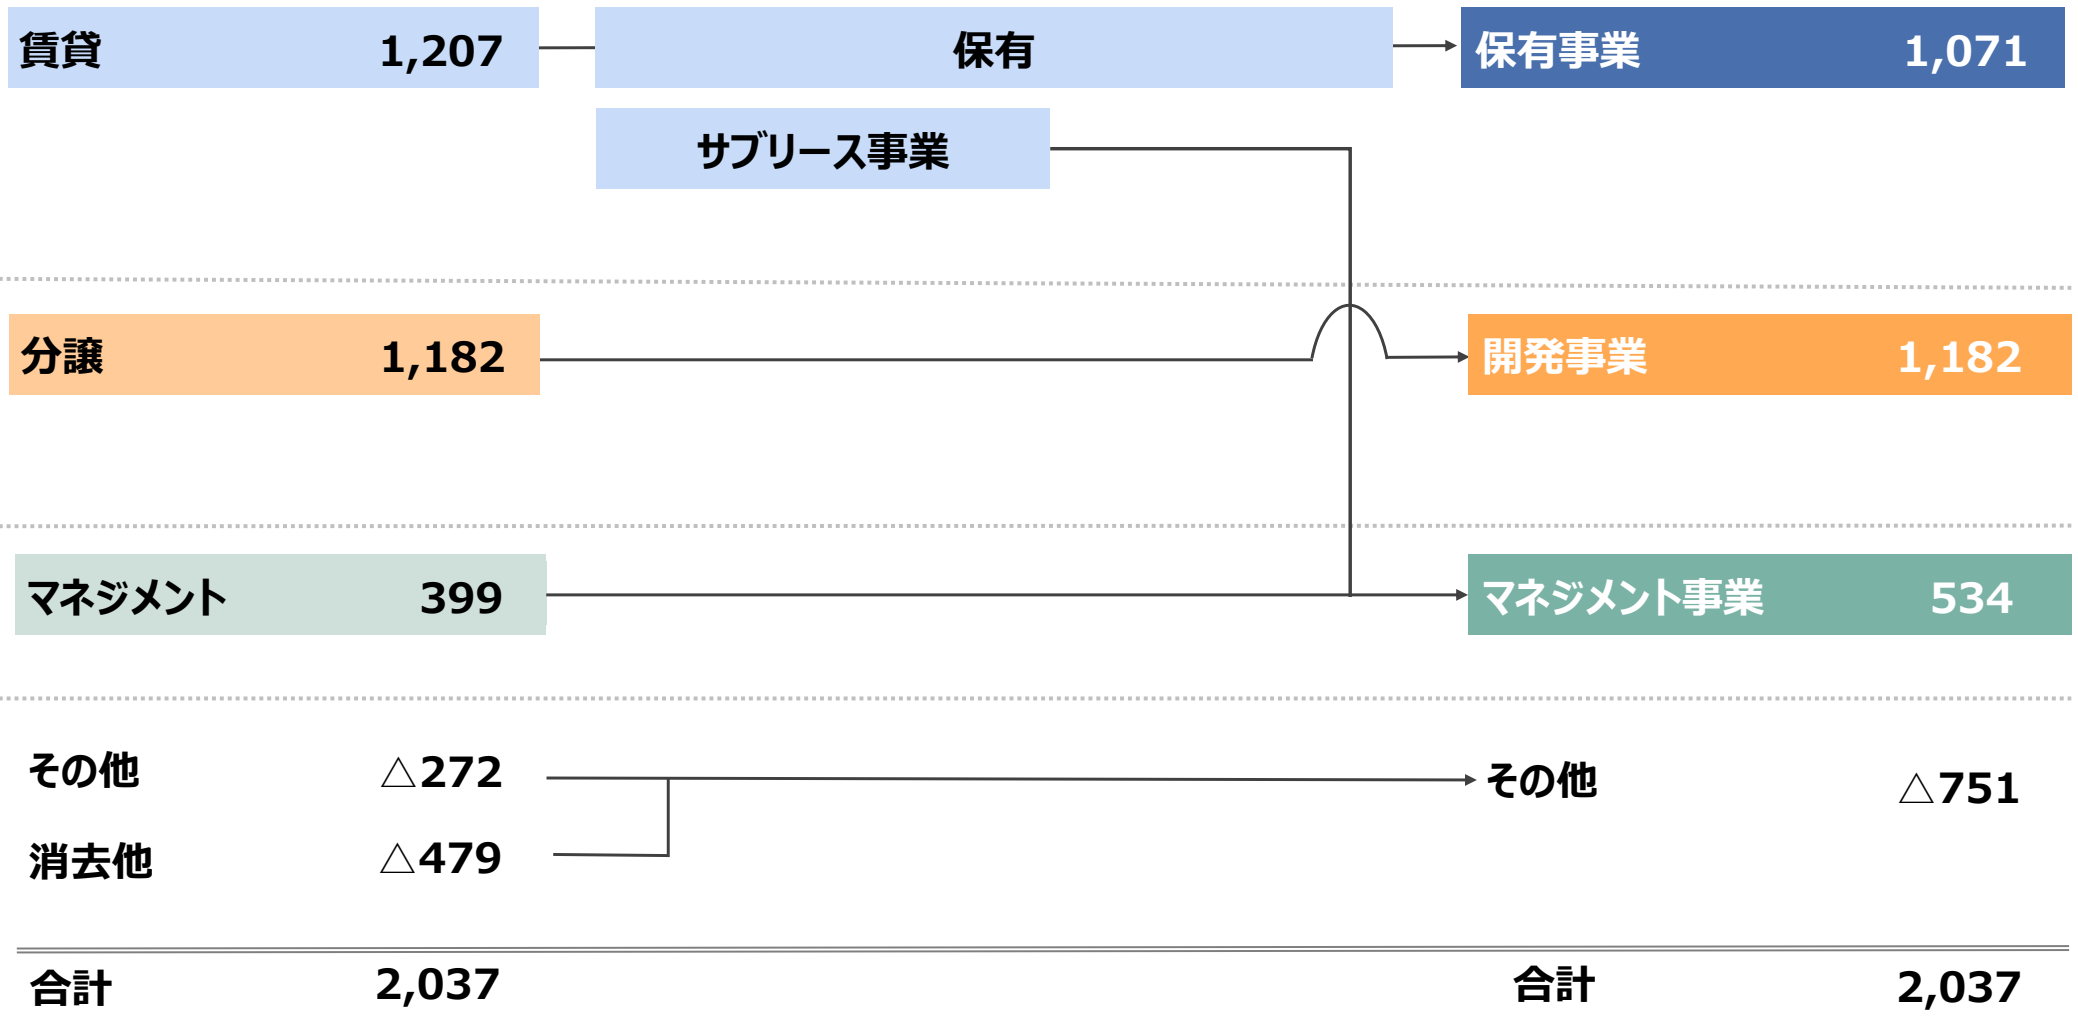 賃貸 1,207 保有 保有事業 1,071
サブリース事業
分譲 1,182 開発事業 1,182
マネジメント 399 マネジメント事業 534
その他 △272 その他 △751
消去他 △479
合計 2,037 合計 2,037